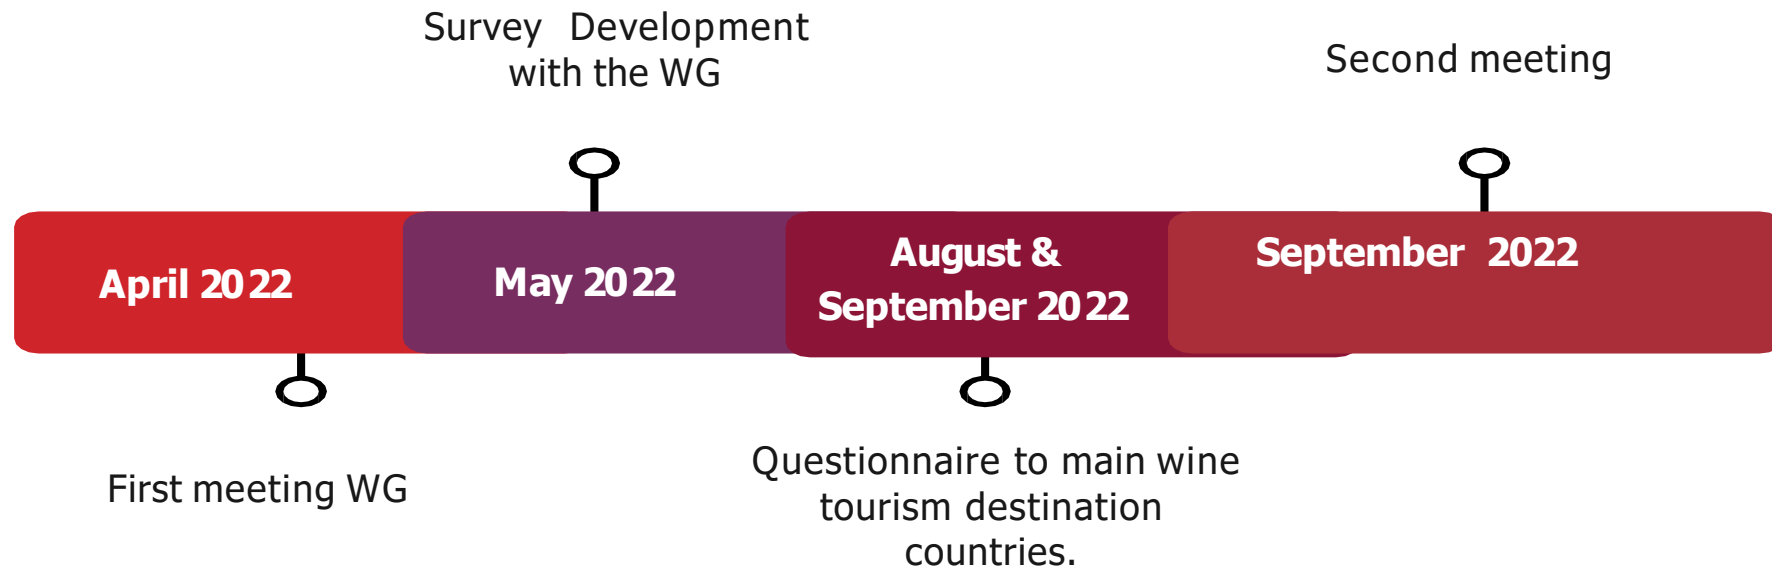 Survey Development
with the WG
Second meeting
April 2022
May 2022
August &
September 2022
September 2022
First meeting WG
Questionnaire to main wine
tourism destination
countries.